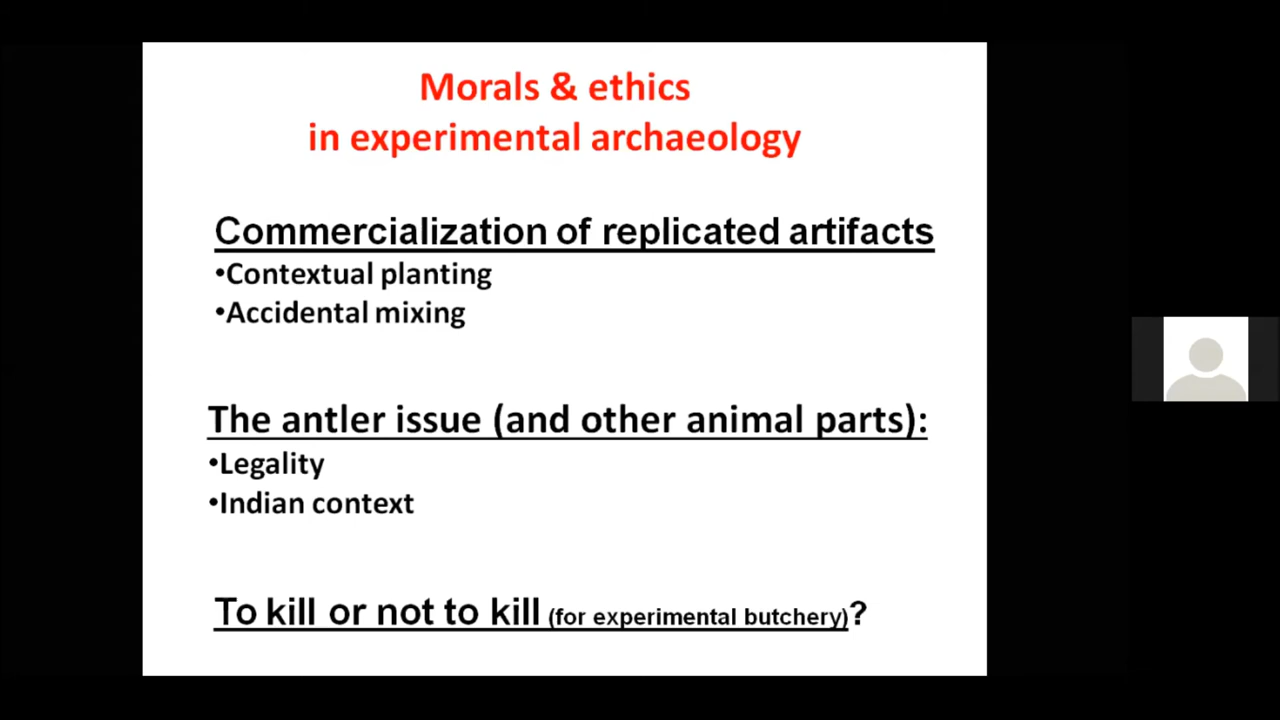 Morals & ethics
in experimental archaeology
Commercialization of replicated artifacts
•Contextual planting
•Accidental mixing
The antler issue (and other animal parts):
•Legality
•Indian context
To kill or not to kill (for experimental butchery)?